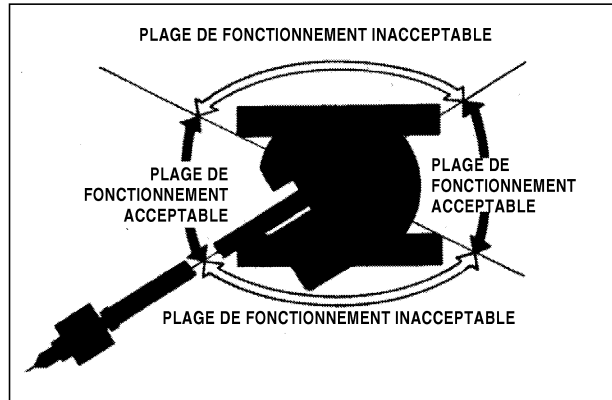 PLAGE DE FONCTIONNEMENT INACCEPTABLE
PLAGE DE
FONCTIONNEMENT
ACCEPTABLE
PLAGE DE
FONCTIONNEMENT
ACCEPTABLE
PLAGE DE FONCTIONNEMENT INACCEPTABLE